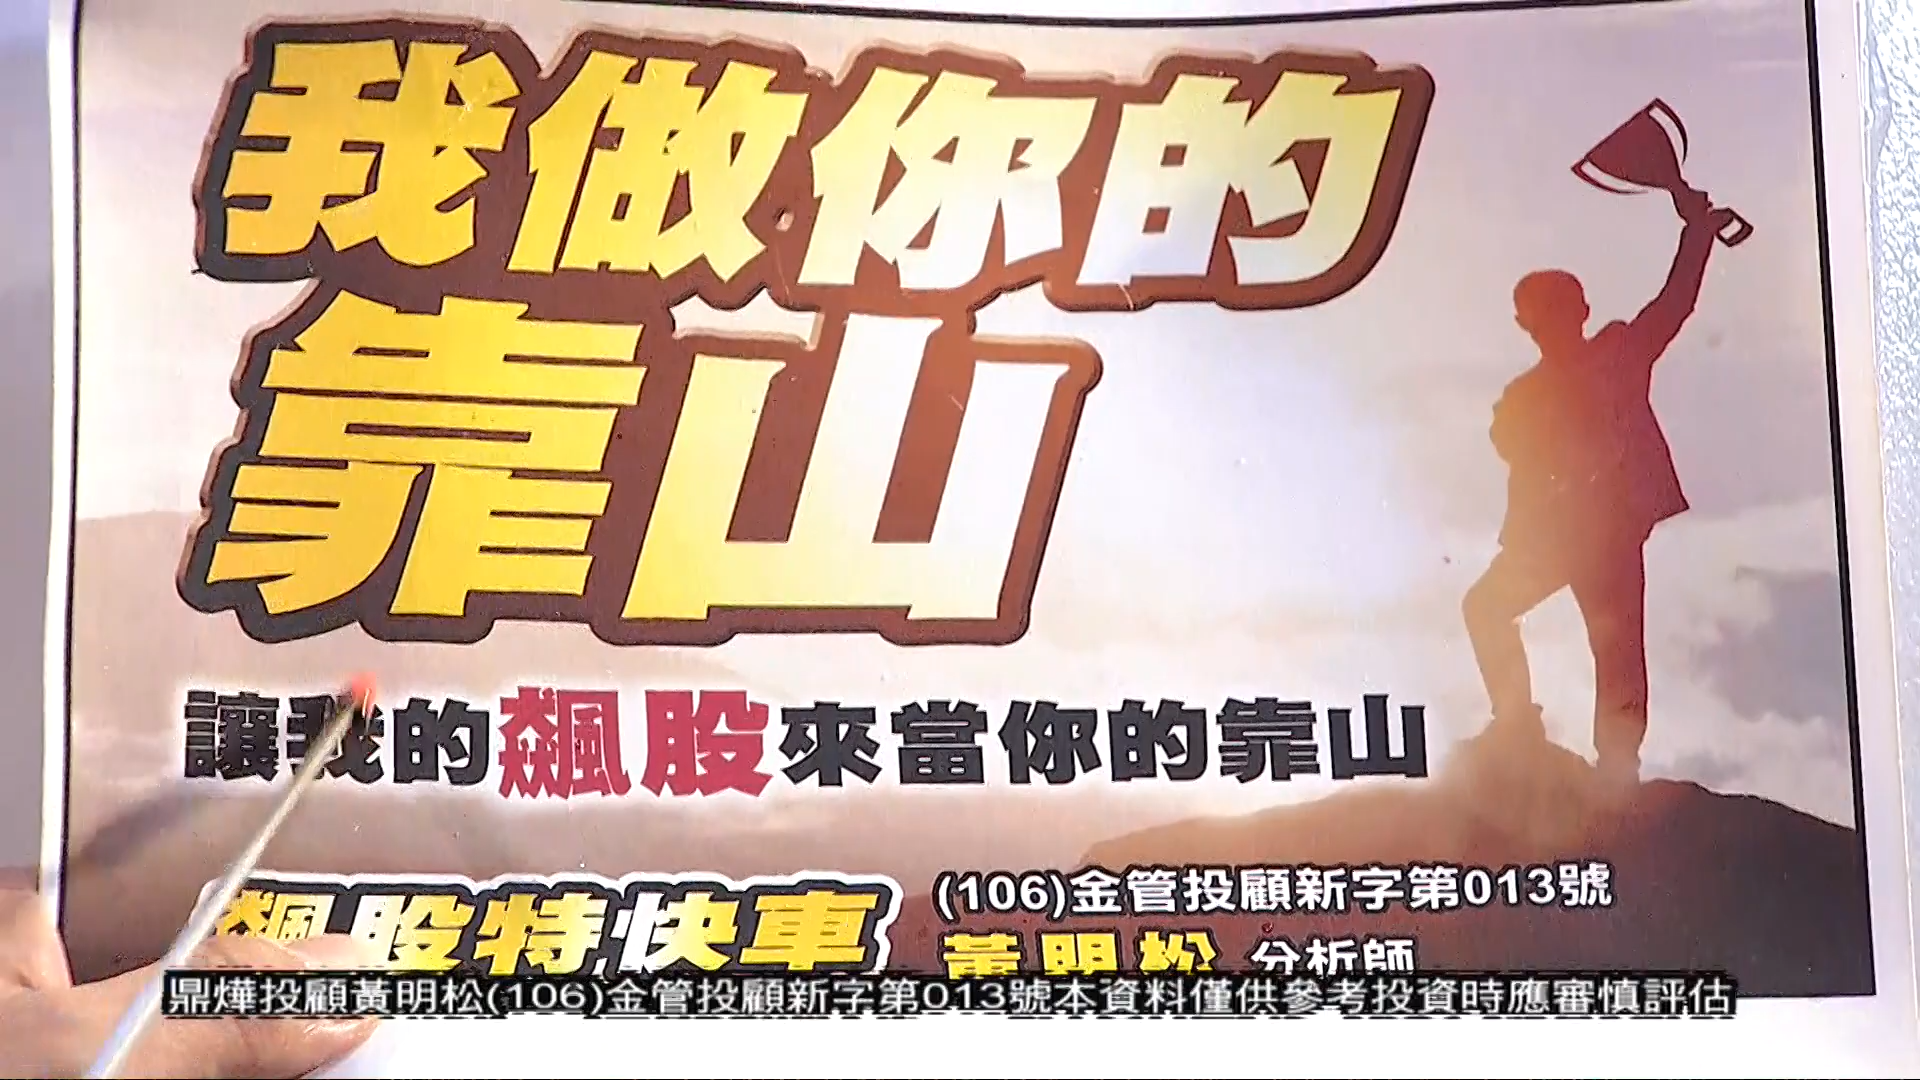 我做你的
靠山
讓我的飆股來當你的靠山
飆股特快車
(106)金管投顧新字第013號
黃明松 分析師
鼎燁投顧黃明松(106)金管投顧新字第013號本資料僅供參考投資時應審慎評估